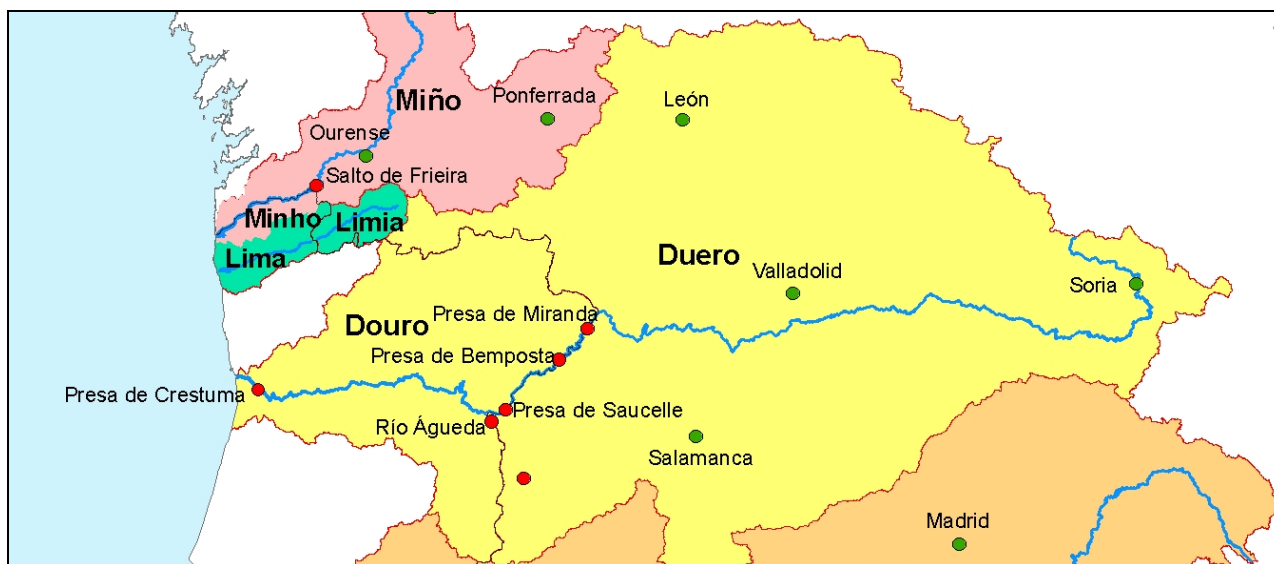 Miño
Ponferrada
León
Ourense
Salto de Frieira
Minho
Limia
Lima
Duero
Valladolid
Soria
Douro
Presa de Miranda
Presa de Bemposta
Presa de Crestuma
Presa de Saucelle
Río Águeda
Salamanca
Madrid